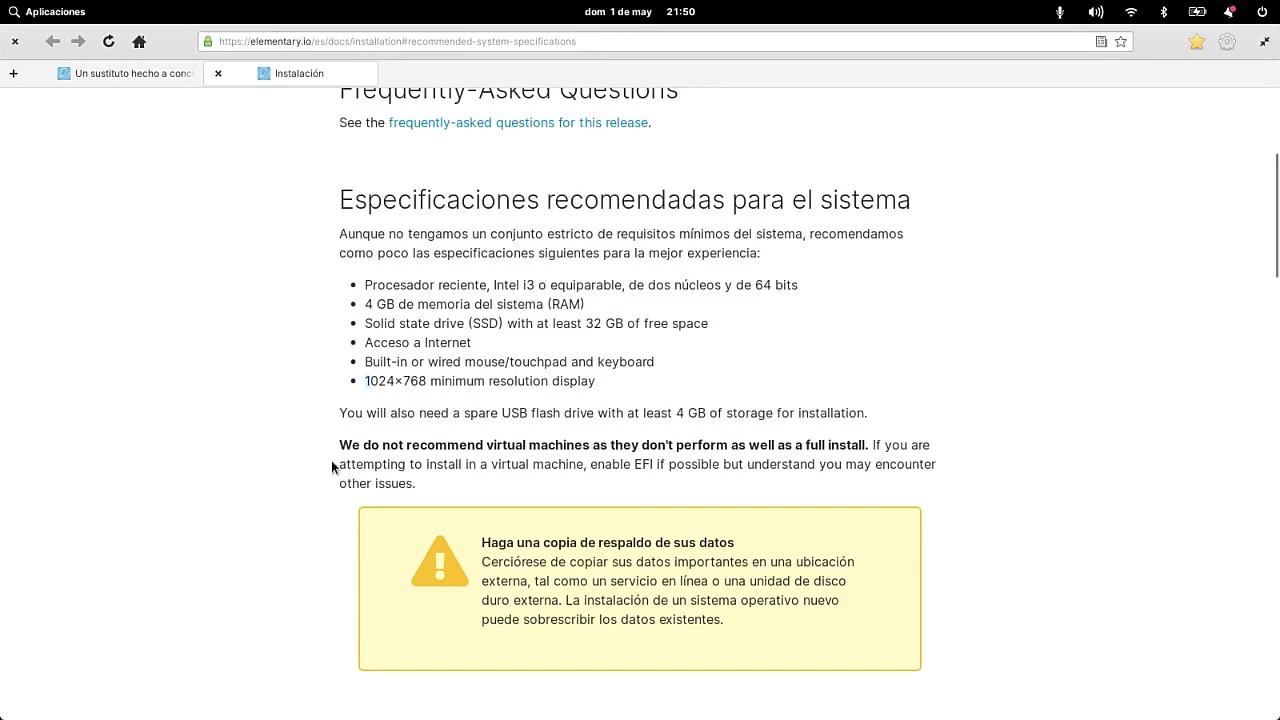 Aplicaciones
dom 1 de may 21:50
https://elementary.io/es/docs/installation#recommended-system-specifications
Un sustituto hecho a conc
Instalación
Frequently-Asked Questions
See the frequently-asked questions for this release.
Especificaciones recomendadas para el sistema
Aunque no tengamos un conjunto estricto de requisitos mínimos del sistema, recomendamos
como poco las especificaciones siguientes para la mejor experiencia:
Procesador reciente, Intel i3 o equiparable, de dos núcleos y de 64 bits
4 GB de memoria del sistema (RAM)
Solid state drive (SSD) with at least 32 GB of free space
Acceso a Internet
Built-in or wired mouse/touchpad and keyboard
1024×768 minimum resolution display
You will also need a spare USB flash drive with at least 4 GB of storage for installation.
We do not recommend virtual machines as they don't perform as well as a full install. If you are
attempting to install in a virtual machine, enable EFI if possible but understand you may encounter
other issues.
Haga una copia de respaldo de sus datos
Cerciórese de copiar sus datos importantes en una ubicación
externa, tal como un servicio en línea o una unidad de disco
duro externa. La instalación de un sistema operativo nuevo
puede sobrescribir los datos existentes.